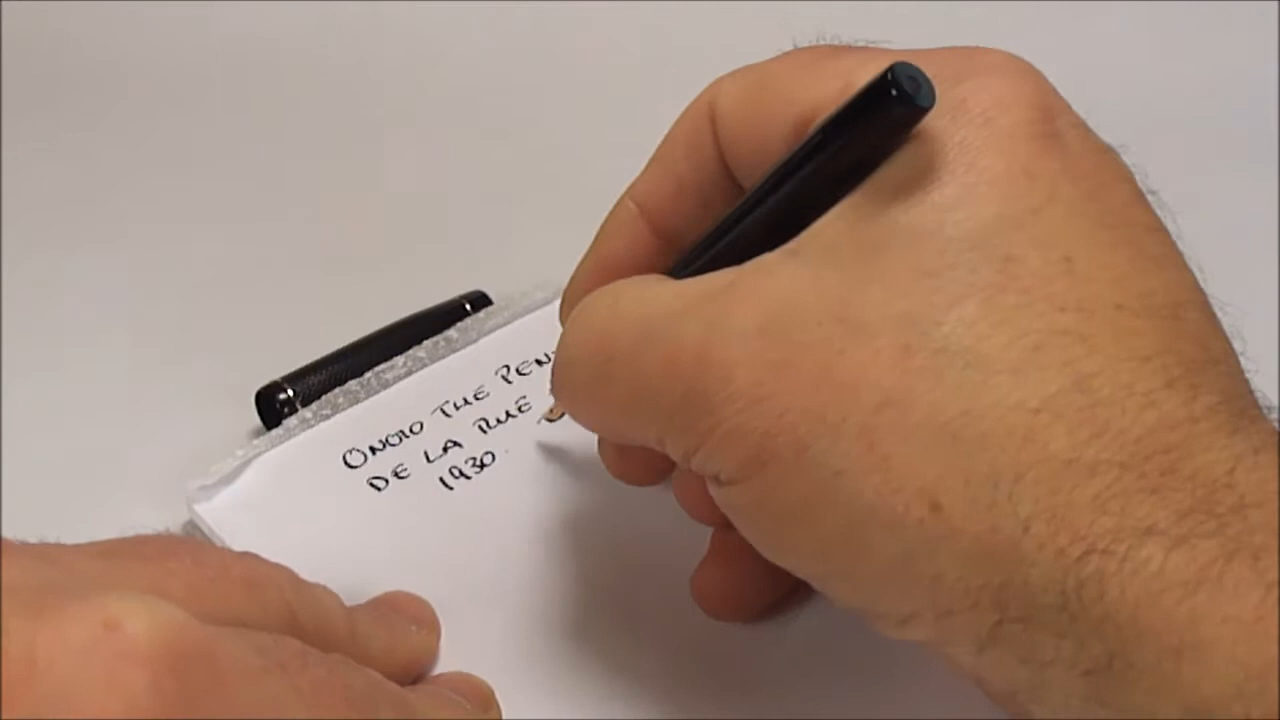 ONOTO THE PEN
DE LA RUE
1930.